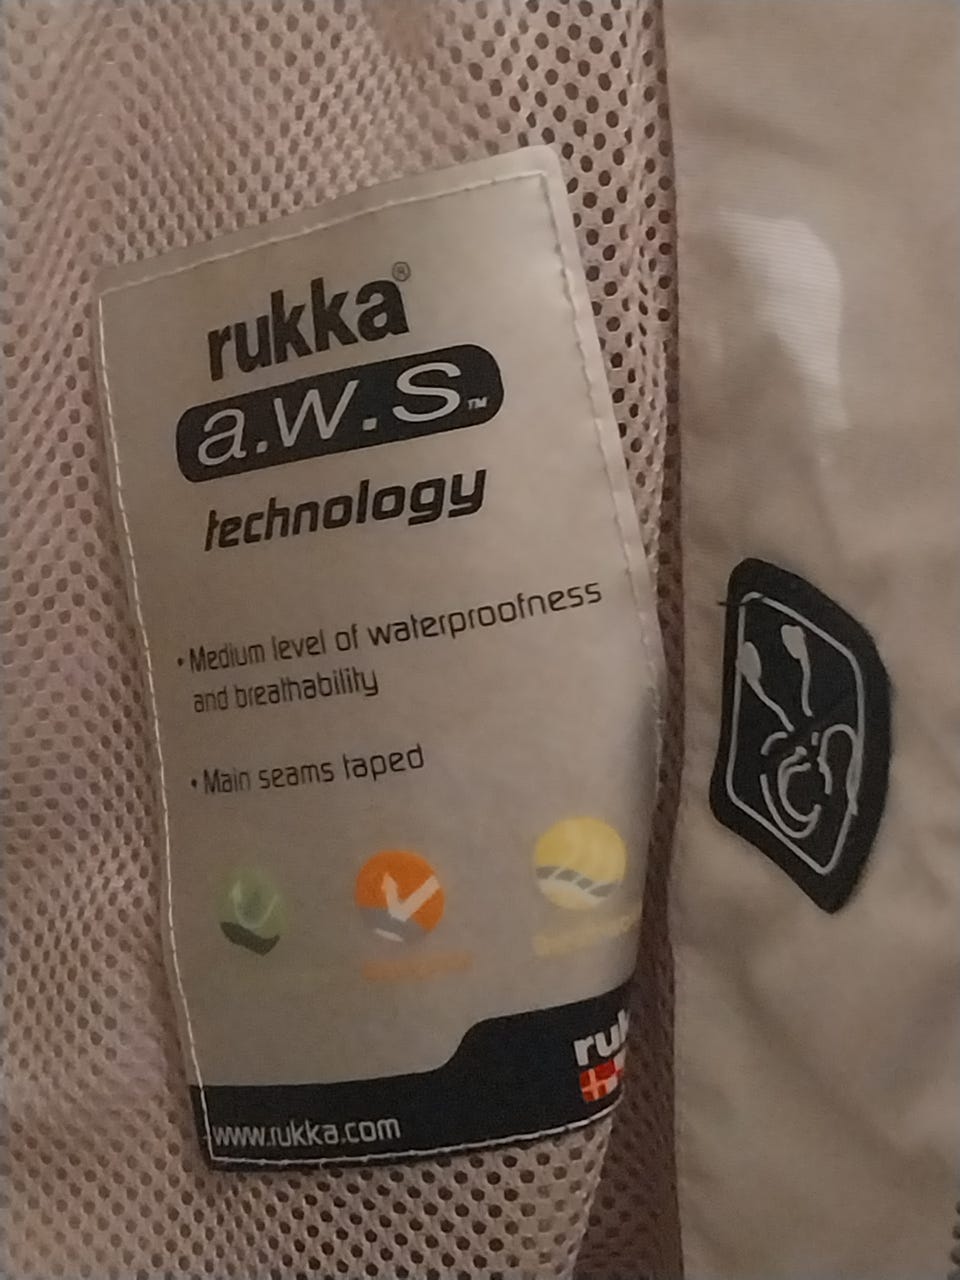 rukka®
a.w.s™
technology
• Medium level of waterproofness
and breathability
• Main seams taped
ruk
www.rukka.com